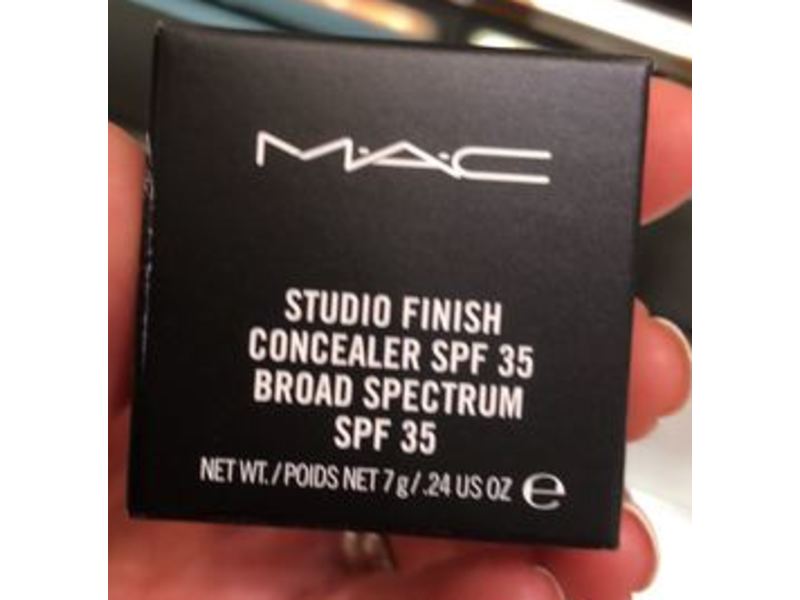 M·A·C
STUDIO FINISH
CONCEALER SPF 35
BROAD SPECTRUM
SPF 35
NET WT./POIDS NET 7 g/.24 US OZ ℮